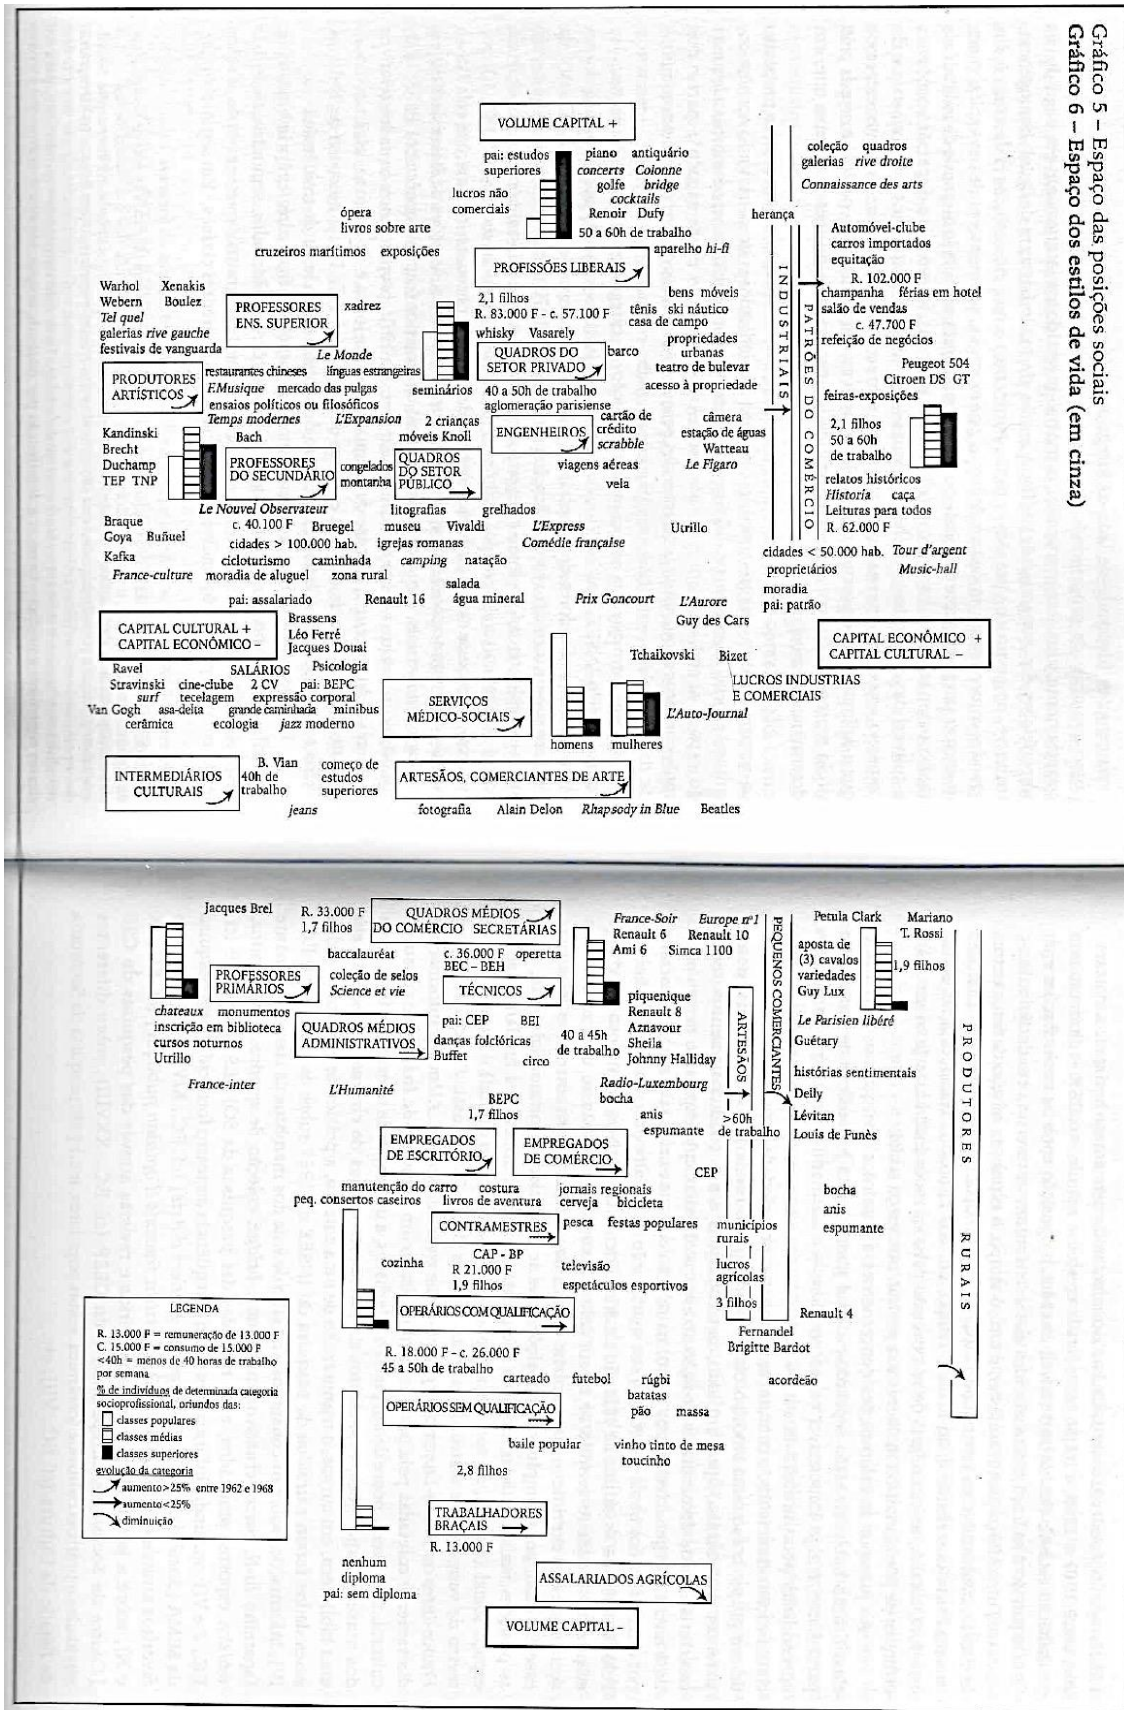 Gráfico 5 – Espaço das posições sociais
Gráfico 6 – Espaço dos estilos de vida (em cinza)
VOLUME CAPITAL +
pai: estudos superiores
piano antiquário
concerts Colonne
golfe bridge
cocktails
Renoir Dufy
50 a 60h de trabalho
lucros não comerciais
ópera
livros sobre arte
cruzeiros marítimos exposições
aparelho hi-fi
PROFISSÕES LIBERAIS
coleção quadros
galerias rive droite
Connaissance des arts
herança
Automóvel-clube
carros importados
equitação
R. 102.000 F
champanha férias em hotel
salão de vendas
c. 47.700 F
refeição de negócios
INDUSTRIAIS
PATRÕES DO COMÉRCIO
Warhol Xenakis
Webern Boulez
Tel quel
galerias rive gauche
festivais de vanguarda
PROFESSORES
ENS. SUPERIOR
xadrez
Le Monde
2,1 filhos
R. 83.000 F - c. 57.100 F
whisky Vasarely
QUADROS DO
SETOR PRIVADO
barco
bens móveis
tênis ski náutico
casa de campo
propriedades
urbanas
teatro de bulevar
acesso à propriedade
Peugeot 504
Citroen DS GT
feiras-exposições
PRODUTORES
ARTÍSTICOS
restaurantes chineses línguas estrangeiras
F.Musique mercado das pulgas
ensaios políticos ou filosóficos
Temps modernes L'Expansion
seminários
40 a 50h de trabalho
aglomeração parisiense
2 crianças
móveis Knoll
ENGENHEIROS
cartão de
crédito
scrabble
câmera
estação de águas
Watteau
Le Figaro
2,1 filhos
50 a 60h
de trabalho
Kandinski
Brecht
Duchamp
TEP TNP
Bach
PROFESSORES
DO SECUNDÁRIO
congelados
montanha
QUADROS
DO SETOR
PÚBLICO
viagens aéreas
vela
relatos históricos
Historia caça
Leituras para todos
R. 62.000 F
Le Nouvel Observateur litografias grelhados
Braque
Goya Buñuel
Kafka
c. 40.100 F Bruegel museu Vivaldi L'Express
cidades > 100.000 hab. igrejas romanas Comédie française
Utrillo
cicloturismo caminhada camping natação
France-culture moradia de aluguel zona rural
salada
pai: assalariado Renault 16 água mineral
Prix Goncourt L'Aurore
Guy des Cars
cidades < 50.000 hab. Tour d'argent
proprietários Music-hall
moradia
pai: patrão
CAPITAL CULTURAL +
CAPITAL ECONÔMICO –
Brassens
Léo Ferré
Jacques Douai
CAPITAL ECONÔMICO +
CAPITAL CULTURAL –
Tchaikovski Bizet
LUCROS INDUSTRIAS
E COMERCIAIS
L'Auto-Journal
Ravel SALÁRIOS Psicologia
Stravinski cine-clube 2 CV pai: BEPC
surf tecelagem expressão corporal
Van Gogh asa-delta grande caminhada minibus
cerâmica ecologia jazz moderno
SERVIÇOS
MÉDICO-SOCIAIS
homens mulheres
INTERMEDIÁRIOS
CULTURAIS
B. Vian
40h de
trabalho
começo de
estudos
superiores
ARTESÃOS, COMERCIANTES DE ARTE
jeans fotografia Alain Delon Rhapsody in Blue Beatles
Jacques Brel
R. 33.000 F
1,7 filhos
QUADROS MÉDIOS
DO COMÉRCIO SECRETÁRIAS
France-Soir Europe nº1
Renault 6 Renault 10
Ami 6 Simca 1100
PEQUENOS COMERCIANTES
Petula Clark Mariano
T. Rossi
aposta de
(3) cavalos
variedades
Guy Lux
1,9 filhos
baccalauréat
coleção de selos
Science et vie
c. 36.000 F operetta
BEC – BEH
PROFESSORES
PRIMÁRIOS
TÉCNICOS
chateaux monumentos
inscrição em biblioteca
cursos noturnos
Utrillo
QUADROS MÉDIOS
ADMINISTRATIVOS
pai: CEP BEI
danças folclóricas
Buffet
circo
40 a 45h
de trabalho
piquenique
Renault 8
Aznavour
Sheila
Johnny Halliday
ARTESÃOS
Le Parisien libéré
Guétary
histórias sentimentais
Deily
Lévitan
Louis de Funès
PRODUTORES RURAIS
France-inter L'Humanité
BEPC
1,7 filhos
Radio-Luxembourg
bocha
anis
espumante
>60h
de trabalho
EMPREGADOS
DE ESCRITÓRIO
EMPREGADOS
DE COMÉRCIO
CEP
manutenção do carro costura jornais regionais
peq. consertos caseiros livros de aventura cerveja bicicleta
bocha
anis
espumante
CONTRAMESTRES
pesca festas populares
municípios
rurais
lucros
agrícolas
3 filhos
cozinha
CAP - BP
R 21.000 F
1,9 filhos
televisão
espetáculos esportivos
OPERÁRIOS COM QUALIFICAÇÃO
Renault 4
Fernandel
Brigitte Bardot
R. 18.000 F – c. 26.000 F
45 a 50h de trabalho
carteado futebol rúgbi
batatas
pão massa
acordeão
OPERÁRIOS SEM QUALIFICAÇÃO
baile popular vinho tinto de mesa
toucinho
2,8 filhos
TRABALHADORES
BRAÇAIS
R. 13.000 F
nenhum
diploma
pai: sem diploma
ASSALARIADOS AGRÍCOLAS
VOLUME CAPITAL –
LEGENDA
R. 13.000 F = remuneração de 13.000 F
C. 15.000 F = consumo de 15.000 F
<40h = menos de 40 horas de trabalho
por semana
% de indivíduos de determinada categoria
socioprofissional, oriundos das:
classes populares
classes médias
classes superiores
evolução da categoria
aumento>25% entre 1962 e 1968
aumento<25%
diminuição